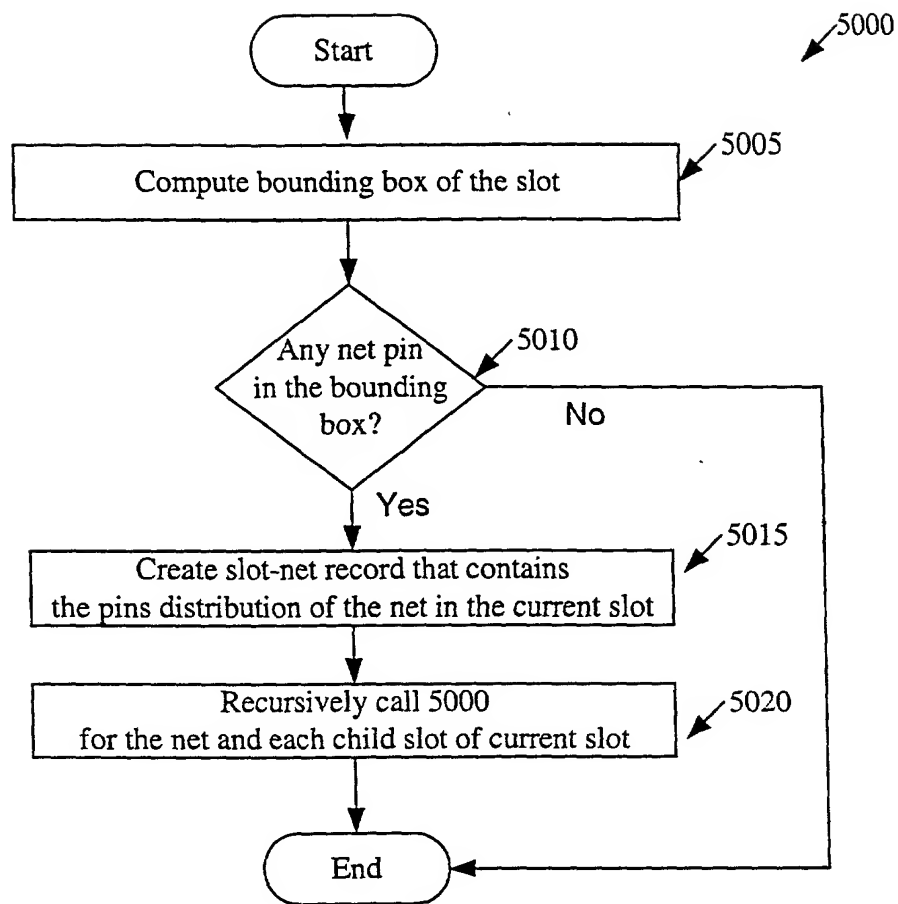 Start
5000
5005
Compute bounding box of the slot
5010
Any net pin
in the bounding
box?
No
Yes
5015
Create slot-net record that contains
the pins distribution of the net in the current slot
5020
Recursively call 5000
for the net and each child slot of current slot
End